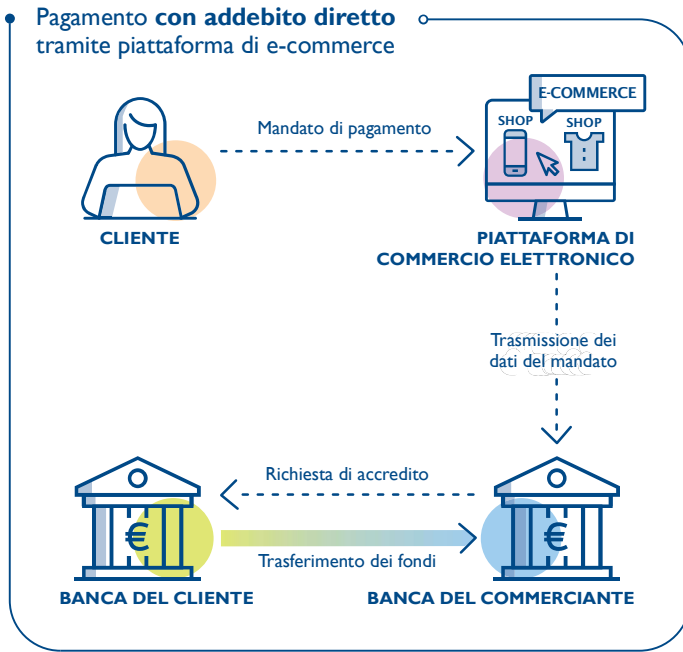 Pagamento con addebito diretto
tramite piattaforma di e-commerce
E-COMMERCE
SHOP
SHOP
Mandato di pagamento
CLIENTE
PIATTAFORMA DI
COMMERCIO ELETTRONICO
Trasmissione dei
dati del mandato
Richiesta di accredito
€
€
Trasferimento dei fondi
BANCA DEL CLIENTE
BANCA DEL COMMERCIANTE